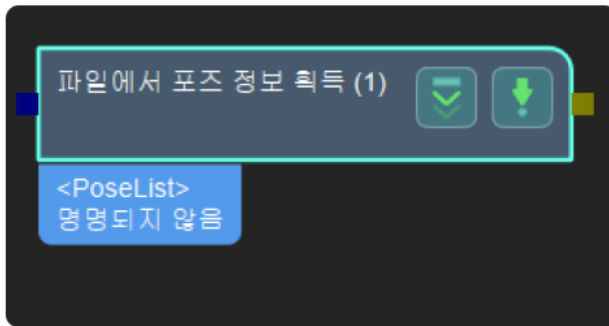 파일에서 포즈 정보 획득 (1)
<PoseList>
명명되지 않음